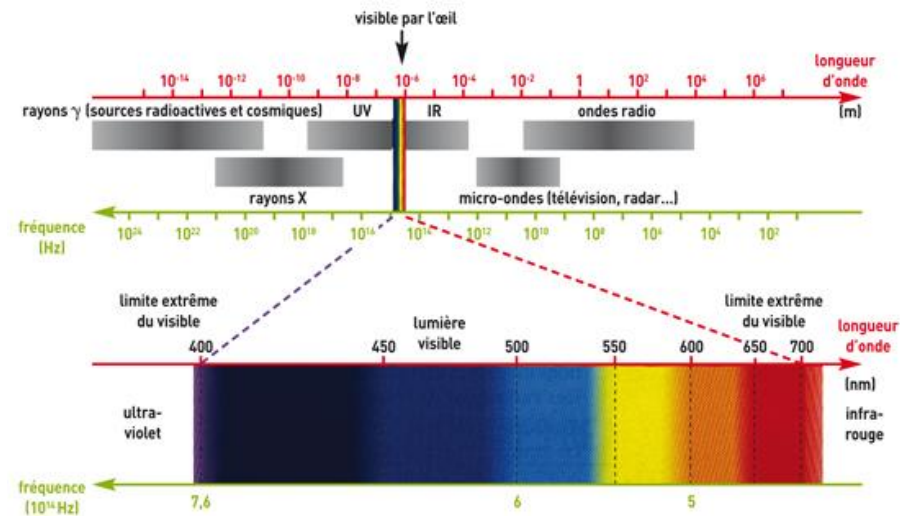 visible par l'œil
longueur d'onde
10⁻¹⁴ 10⁻¹² 10⁻¹⁰ 10⁻⁸ 10⁻⁶ 10⁻⁴ 10⁻² 1 10² 10⁴ 10⁶
(m)
rayons γ (sources radioactives et cosmiques) UV IR ondes radio
rayons X micro-ondes (télévision, radar...)
fréquence
(Hz)
10²⁴ 10²² 10²⁰ 10¹⁸ 10¹⁶ 10¹⁴ 10¹² 10¹⁰ 10⁸ 10⁶ 10⁴ 10²
limite extrême
du visible
lumière
visible
limite extrême
du visible
longueur
d'onde
400 450 500 550 600 650 700
(nm)
ultra-
violet
infra-
rouge
fréquence
(10¹⁴ Hz)
7,6 6 5